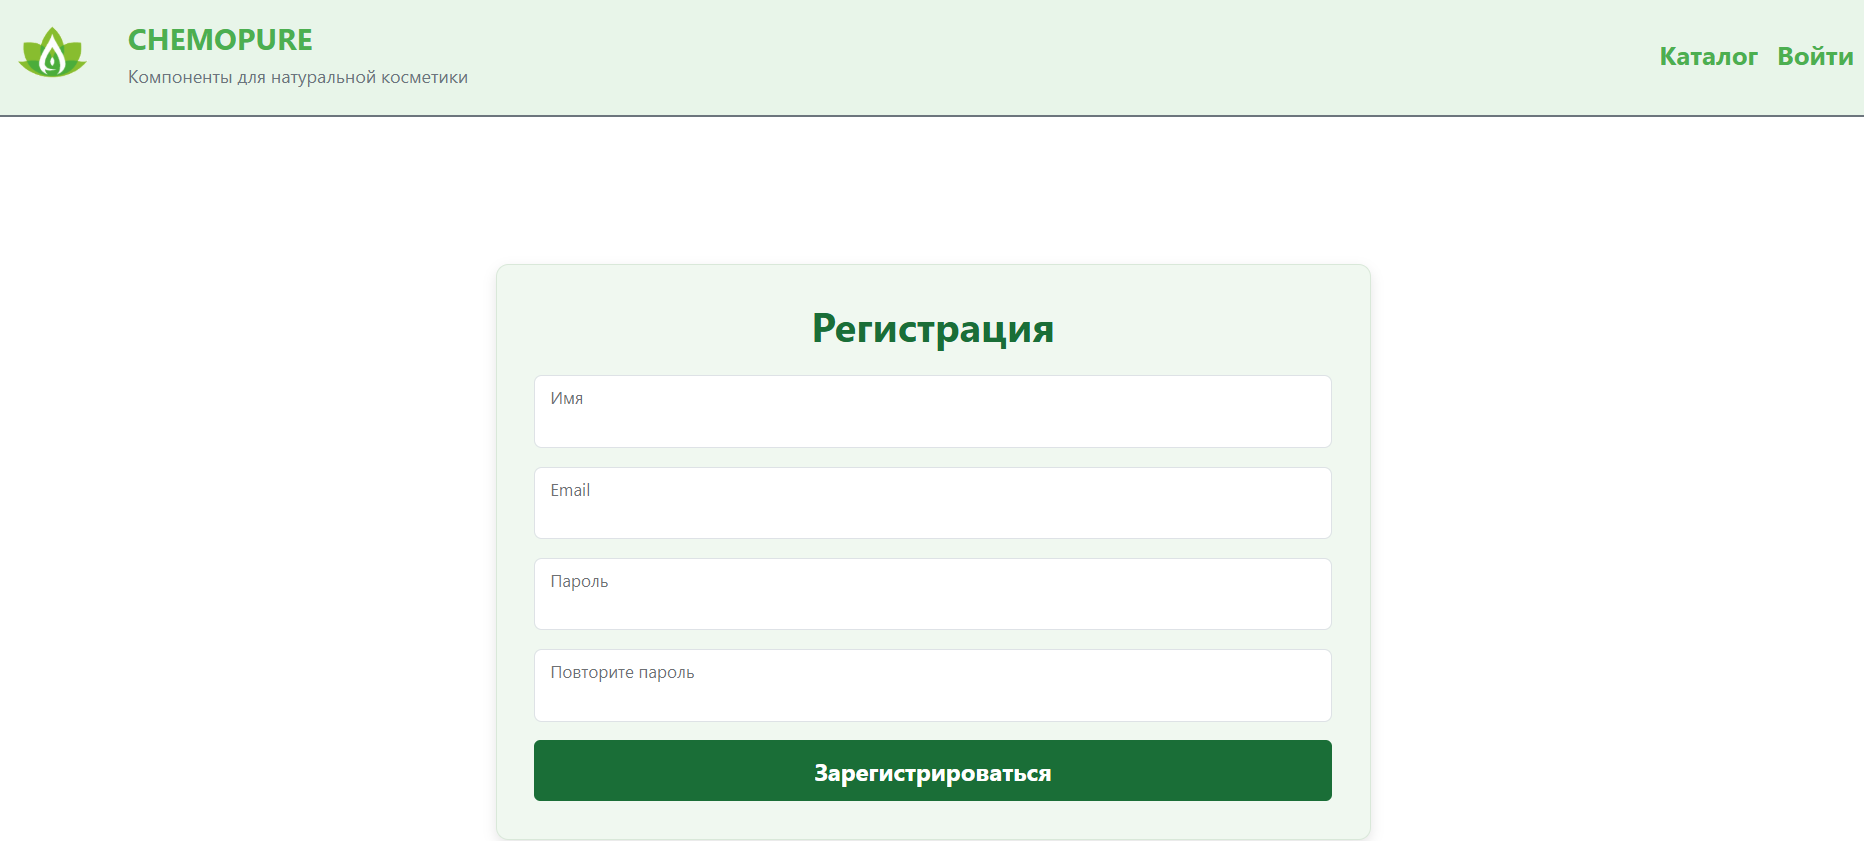 CHEMOPURE
Компоненты для натуральной косметики
Каталог Войти
Регистрация
Имя
Email
Пароль
Повторите пароль
Зарегистрироваться